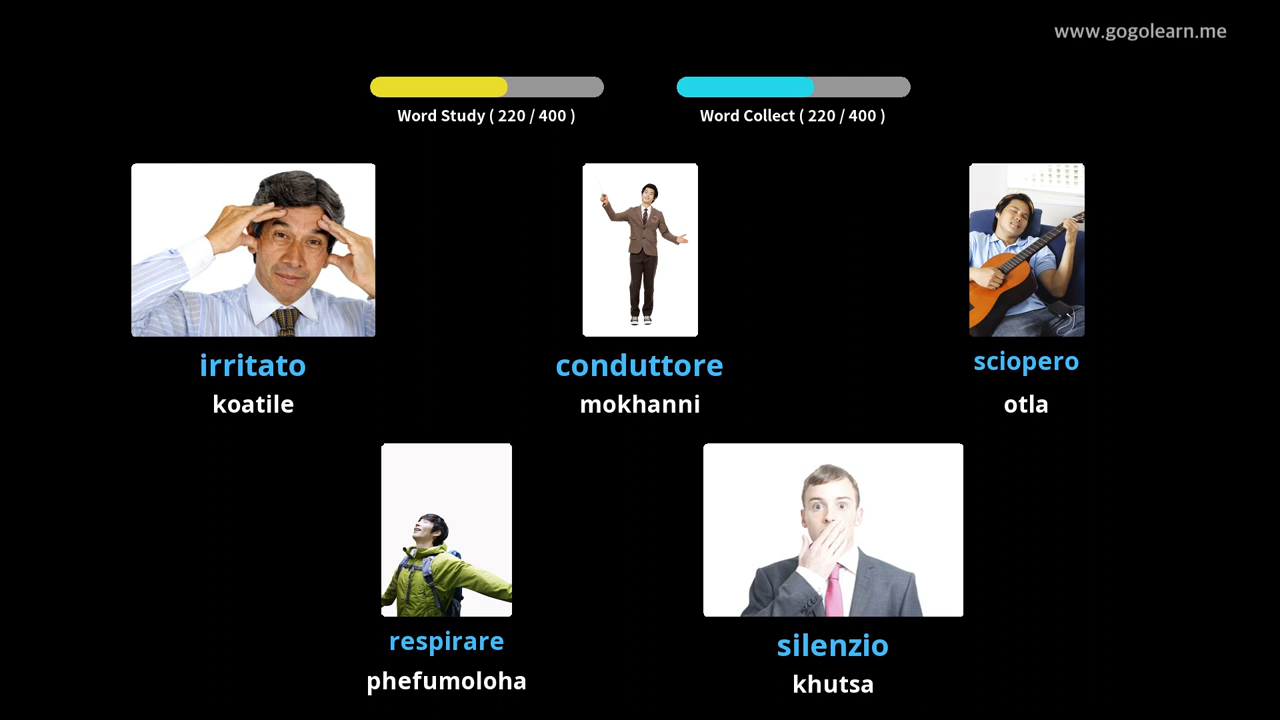 www.gogolearn.me
Word Study ( 220 / 400 )
Word Collect ( 220 / 400 )
irritato
koatile
conduttore
mokhanni
sciopero
otla
respirare
phefumoloha
silenzio
khutsa